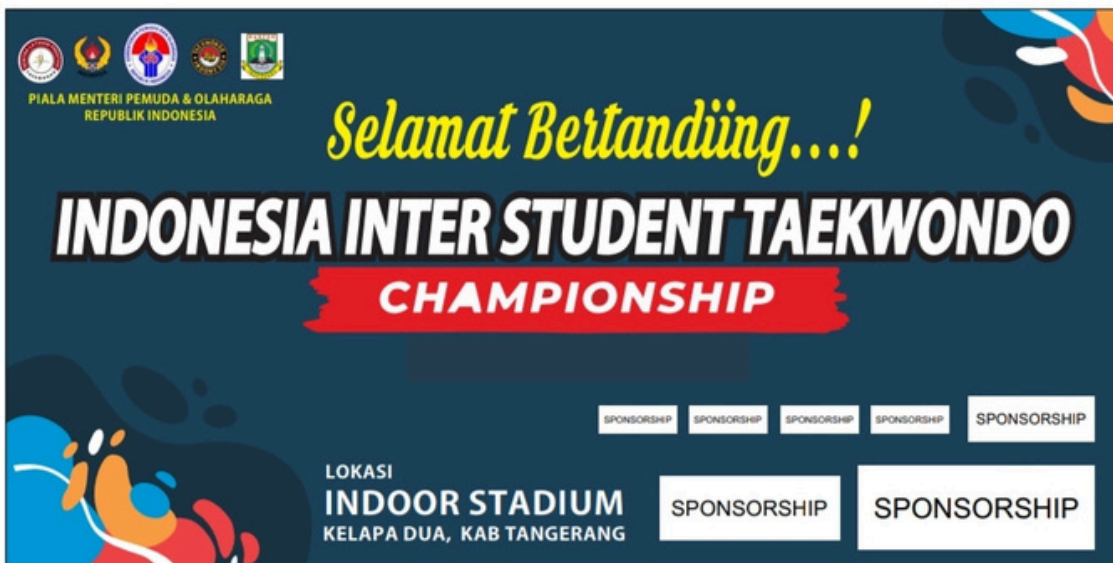 PIALA MENTERI PEMUDA & OLAHARAGA
REPUBLIK INDONESIA
Selamat Bertandiing....!
INDONESIA INTER STUDENT TAEKWONDO
CHAMPIONSHIP
SPONSORSHIP SPONSORSHIP SPONSORSHIP SPONSORSHIP SPONSORSHIP
LOKASI
INDOOR STADIUM
KELAPA DUA, KAB TANGERANG
SPONSORSHIP SPONSORSHIP